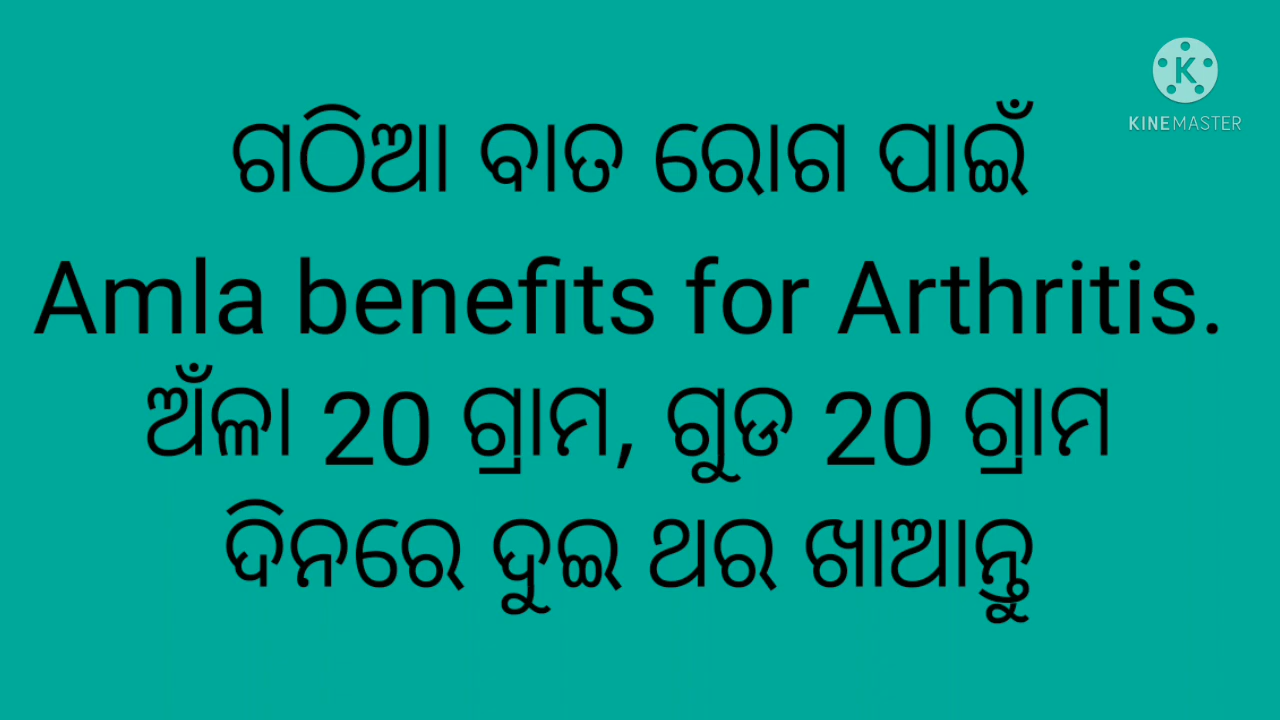 KINEMASTER
ଗଠିଆ ବାତ ରୋଗ ପାଇଁ
Amla benefits for Arthritis.
ଅଁଳା 20 ଗ୍ରାମ, ଗୁଡ 20 ଗ୍ରାମ
ଦିନରେ ଦୁଇ ଥର ଖାଆନ୍ତୁ